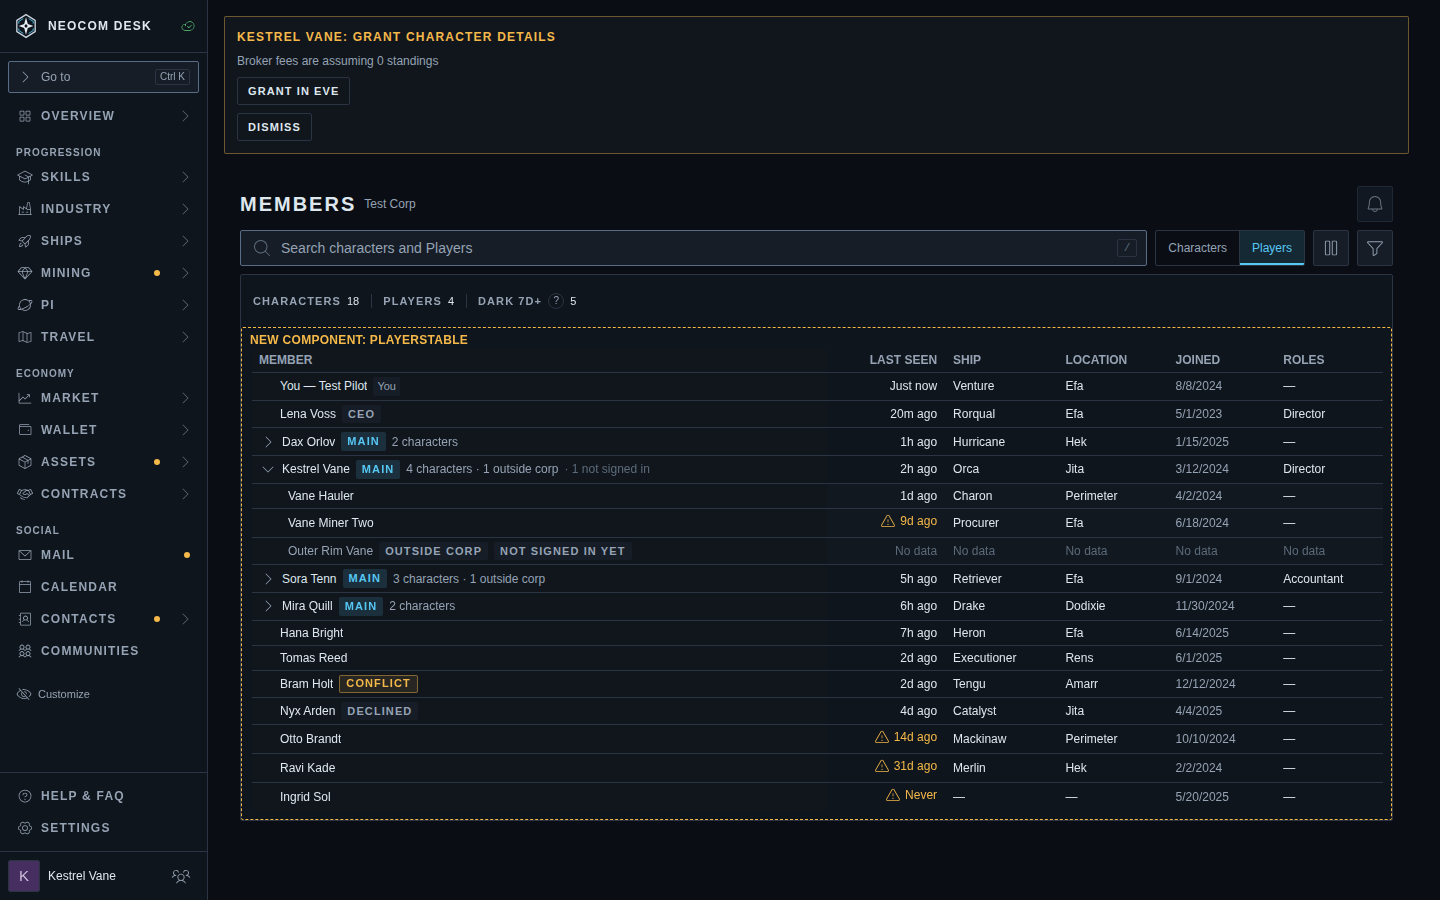 NEOCOM DESK
Go to Ctrl K
OVERVIEW
PROGRESSION
SKILLS
INDUSTRY
SHIPS
MINING
PI
TRAVEL
ECONOMY
MARKET
WALLET
ASSETS
CONTRACTS
SOCIAL
MAIL
CALENDAR
CONTACTS
COMMUNITIES
Customize
HELP & FAQ
SETTINGS
K Kestrel Vane
KESTREL VANE: GRANT CHARACTER DETAILS
Broker fees are assuming 0 standings
GRANT IN EVE
DISMISS
MEMBERS Test Corp
Search characters and Players / Characters Players
CHARACTERS 18 PLAYERS 4 DARK 7D+ ? 5
NEW COMPONENT: PLAYERSTABLE
MEMBER LAST SEEN SHIP LOCATION JOINED ROLES
You — Test Pilot You Just now Venture Efa 8/8/2024 —
Lena Voss CEO 20m ago Rorqual Efa 5/1/2023 Director
Dax Orlov MAIN 2 characters 1h ago Hurricane Hek 1/15/2025 —
Kestrel Vane MAIN 4 characters · 1 outside corp · 1 not signed in 2h ago Orca Jita 3/12/2024 Director
Vane Hauler 1d ago Charon Perimeter 4/2/2024 —
Vane Miner Two 9d ago Procurer Efa 6/18/2024 —
Outer Rim Vane OUTSIDE CORP NOT SIGNED IN YET No data No data No data No data No data
Sora Tenn MAIN 3 characters · 1 outside corp 5h ago Retriever Efa 9/1/2024 Accountant
Mira Quill MAIN 2 characters 6h ago Drake Dodixie 11/30/2024 —
Hana Bright 7h ago Heron Efa 6/14/2025 —
Tomas Reed 2d ago Executioner Rens 6/1/2025 —
Bram Holt CONFLICT 2d ago Tengu Amarr 12/12/2024 —
Nyx Arden DECLINED 4d ago Catalyst Jita 4/4/2025 —
Otto Brandt 14d ago Mackinaw Perimeter 10/10/2024 —
Ravi Kade 31d ago Merlin Hek 2/2/2024 —
Ingrid Sol Never — — 5/20/2025 —